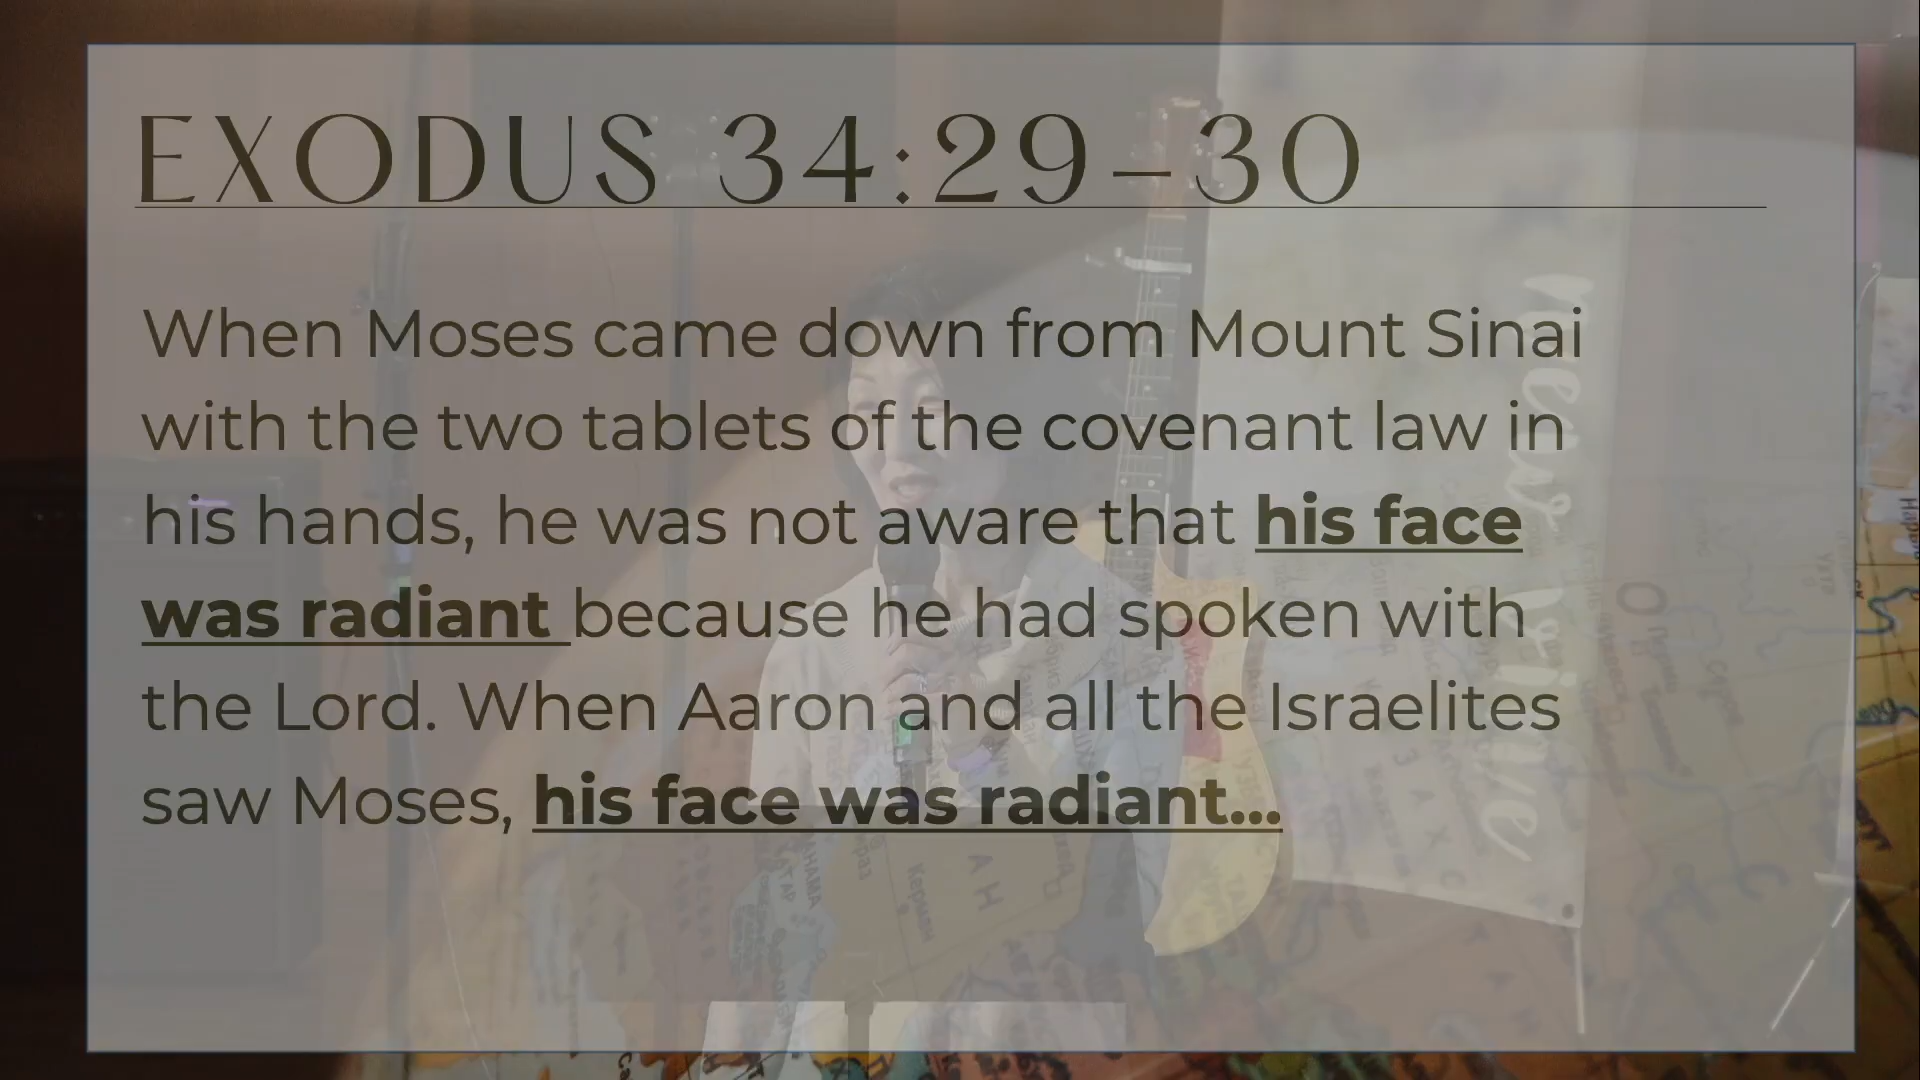 EXODUS 34:29–30
When Moses came down from Mount Sinai
with the two tablets of the covenant law in
his hands, he was not aware that his face
was radiant because he had spoken with
the Lord. When Aaron and all the Israelites
saw Moses, his face was radiant...
Керман